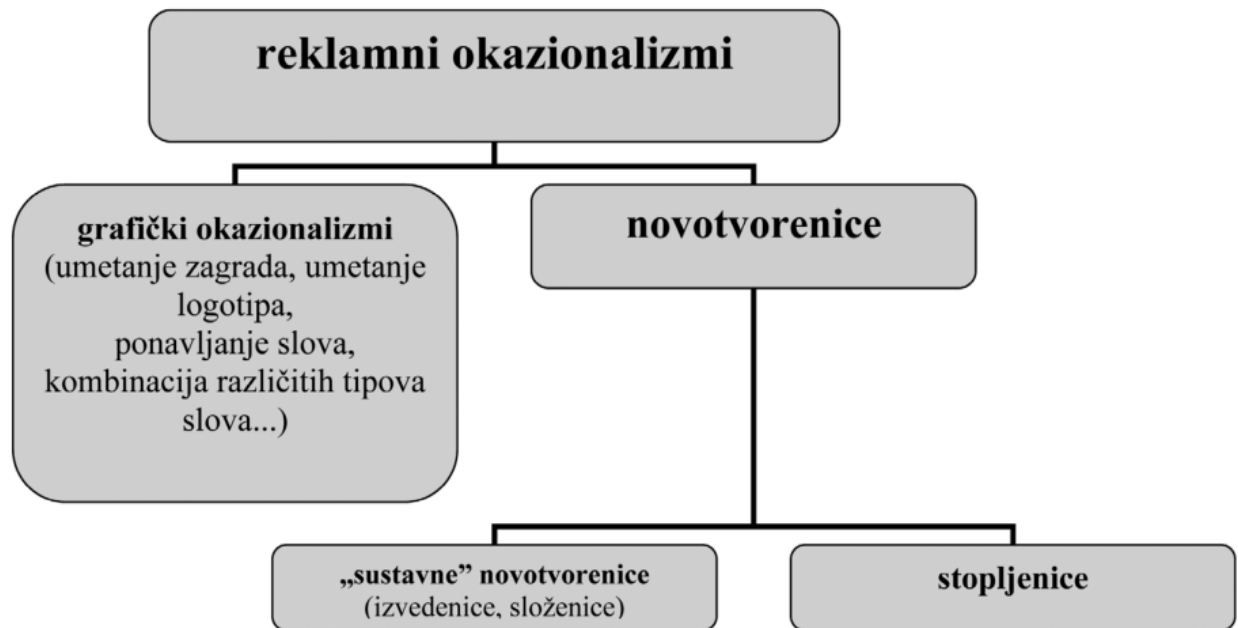 reklamni okazionalizmi
grafički okazionalizmi
(umetanje zagrada, umetanje
logotipa,
ponavljanje slova,
kombinacija različitih tipova
slova...)
novotvorenice
„sustavne” novotvorenice
(izvedenice, složenice)
stopljenice